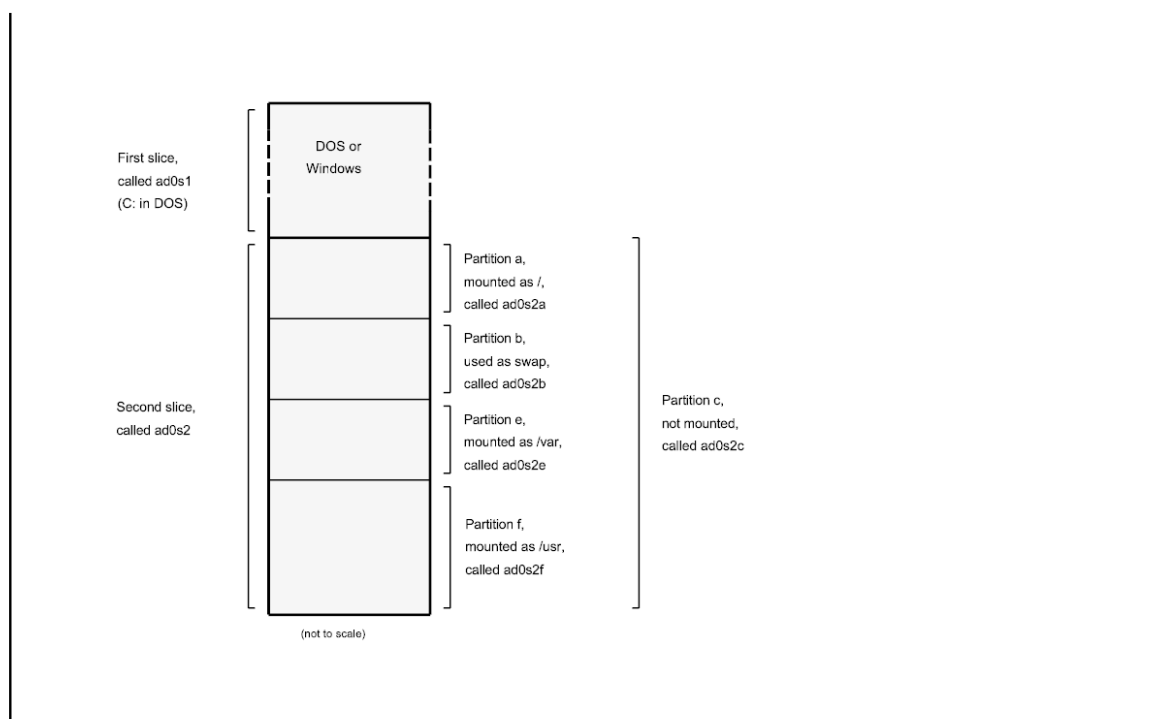 DOS or
Windows
First slice,
called ad0s1
(C: in DOS)
Partition a,
mounted as /,
called ad0s2a
Partition b,
used as swap,
called ad0s2b
Second slice,
called ad0s2
Partition c,
not mounted,
called ad0s2c
Partition e,
mounted as /var,
called ad0s2e
Partition f,
mounted as /usr,
called ad0s2f
(not to scale)